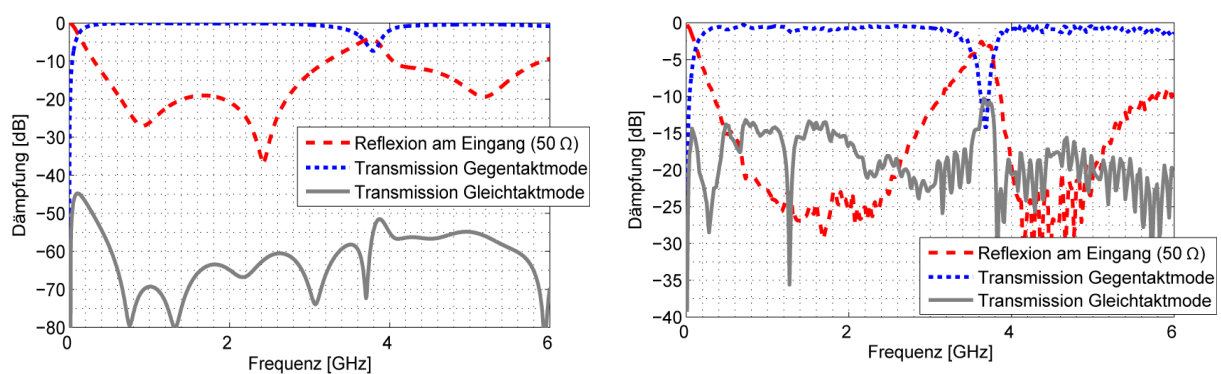 0
−10
−20
−30
−40
−50
−60
−70
−80
Dämpfung [dB]
0
2
4
6
Frequenz [GHz]
Reflexion am Eingang (50 Ω)
Transmission Gegentaktmode
Transmission Gleichtaktmode
0
−5
−10
−15
−20
−25
−30
−35
−40
Dämpfung [dB]
0
2
4
6
Frequenz [GHz]
Reflexion am Eingang (50 Ω)
Transmission Gegentaktmode
Transmission Gleichtaktmode